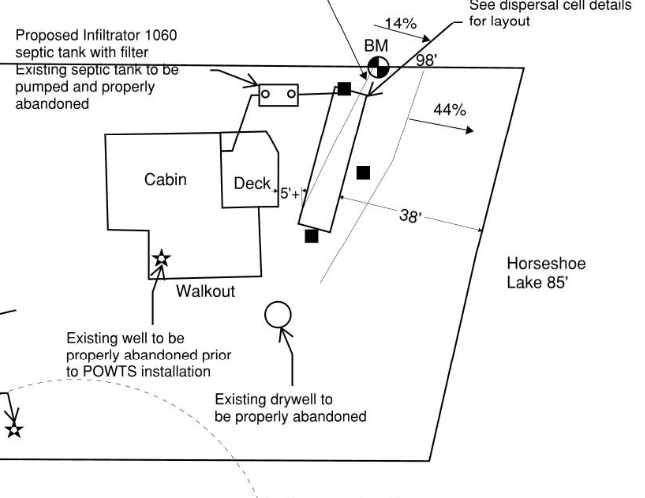 See dispersal cell details
for layout
14%
Proposed Infiltrator 1060
septic tank with filter
Existing septic tank to be
pumped and properly
abandoned
BM
98'
44%
Cabin
Deck
5'+
38'
Horseshoe
Lake 85'
Walkout
Existing well to be
properly abandoned prior
to POWTS installation
Existing drywell to
be properly abandoned